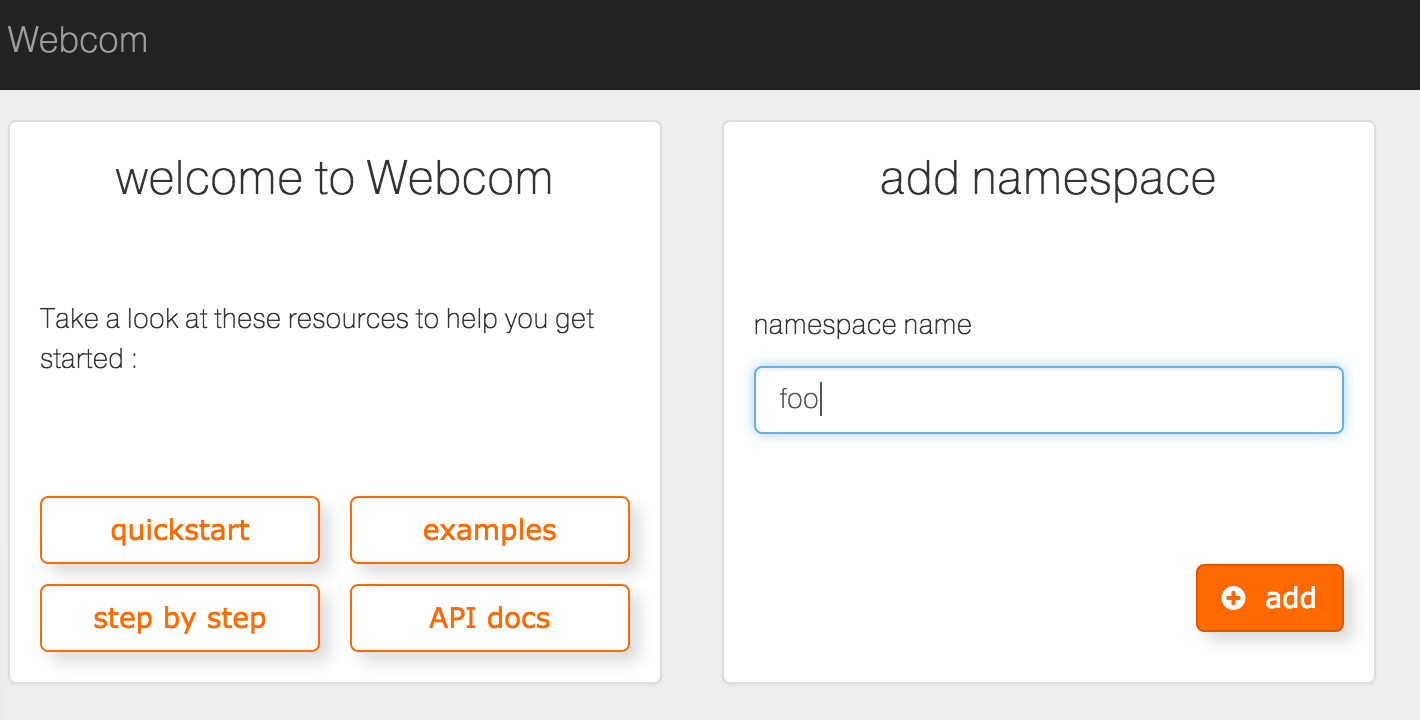 Webcom
welcome to Webcom
Take a look at these resources to help you get
started :
quickstart
examples
step by step
API docs
add namespace
namespace name
foo
add